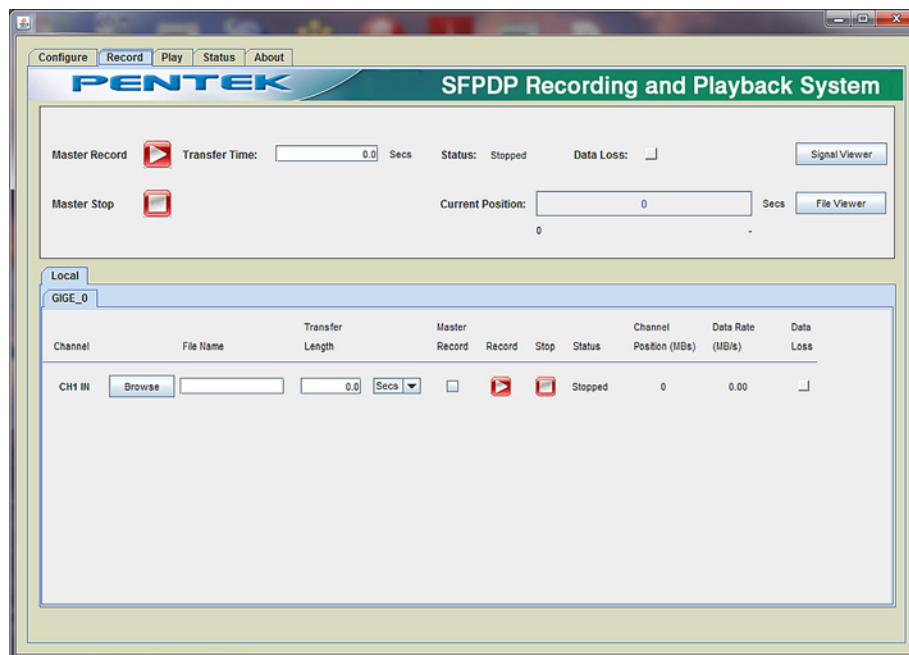 Configure Record Play Status About
PENTEK SFPDP Recording and Playback System
Master Record Transfer Time: 0.0 Secs Status: Stopped Data Loss: Signal Viewer
Master Stop Current Position: 0 Secs File Viewer
0 -
Local
GIGE_0
Transfer Master Channel Data Rate Data
Channel File Name Length Record Record Stop Status Position (MBs) (MB/s) Loss
CH1 IN Browse 0.0 Secs Stopped 0 0.00